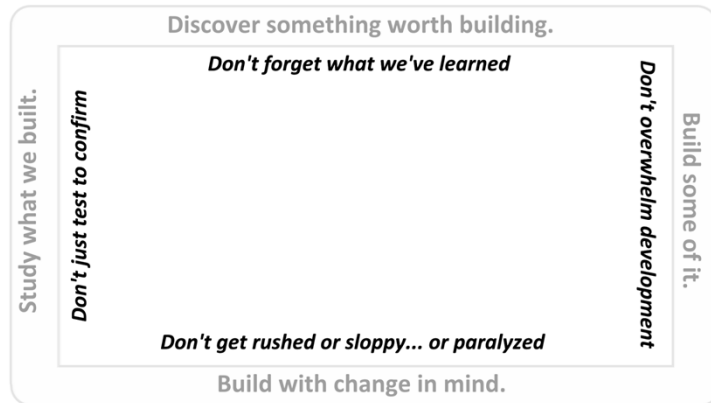 Discover something worth building.
Don't forget what we've learned
Build some of it.
Don't overwhelm development
Build with change in mind.
Don't get rushed or sloppy... or paralyzed
Study what we built.
Don't just test to confirm